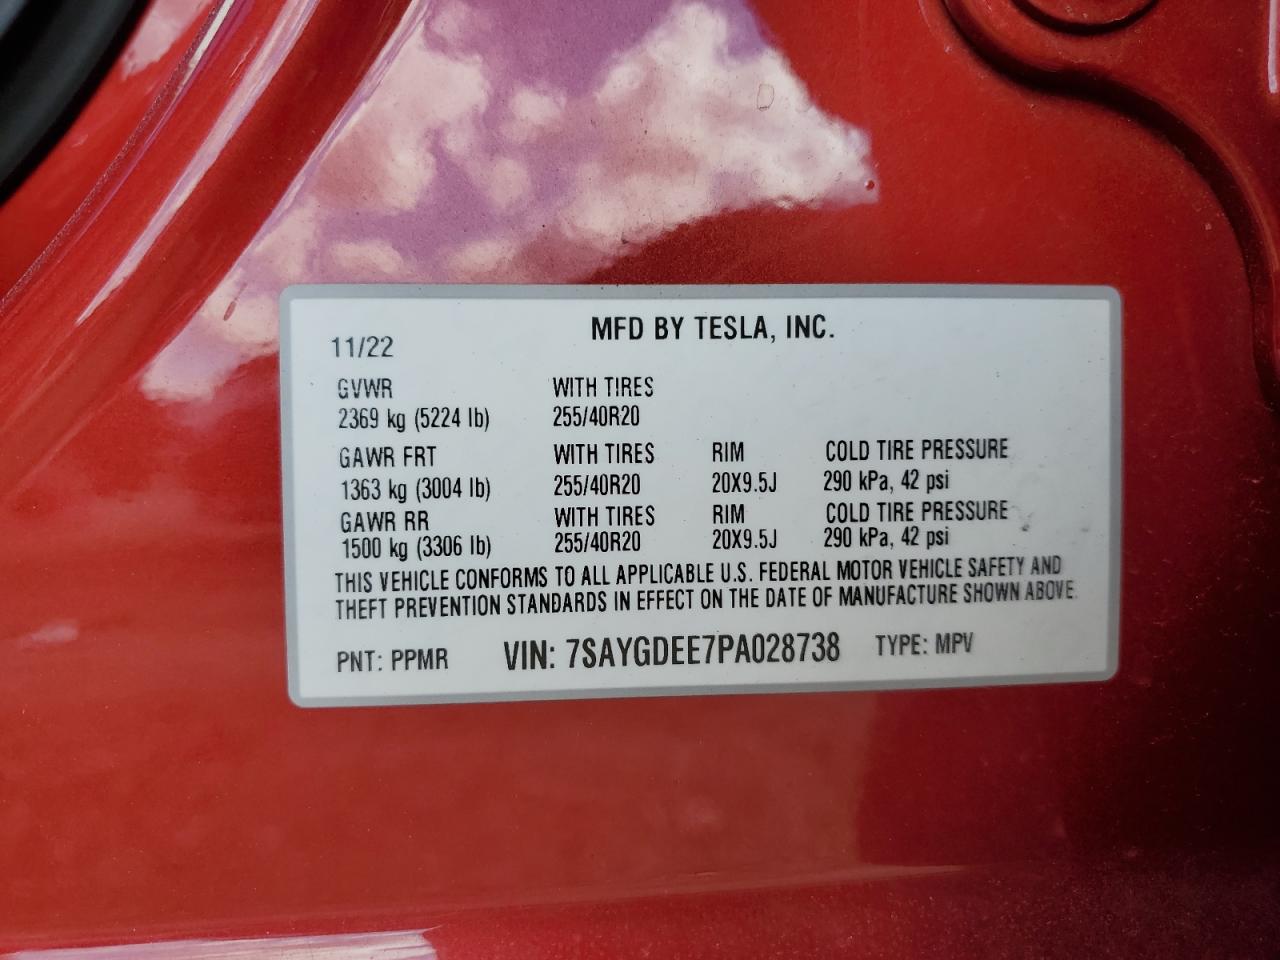 MFD BY TESLA, INC.
11/22
GVWR WITH TIRES
2369 kg (5224 lb) 255/40R20
GAWR FRT WITH TIRES RIM COLD TIRE PRESSURE
1363 kg (3004 lb) 255/40R20 20X9.5J 290 kPa, 42 psi
GAWR RR WITH TIRES RIM COLD TIRE PRESSURE
1500 kg (3306 lb) 255/40R20 20X9.5J 290 kPa, 42 psi
THIS VEHICLE CONFORMS TO ALL APPLICABLE U.S. FEDERAL MOTOR VEHICLE SAFETY AND
THEFT PREVENTION STANDARDS IN EFFECT ON THE DATE OF MANUFACTURE SHOWN ABOVE.
PNT: PPMR VIN: 7SAYGDEE7PA028738 TYPE: MPV